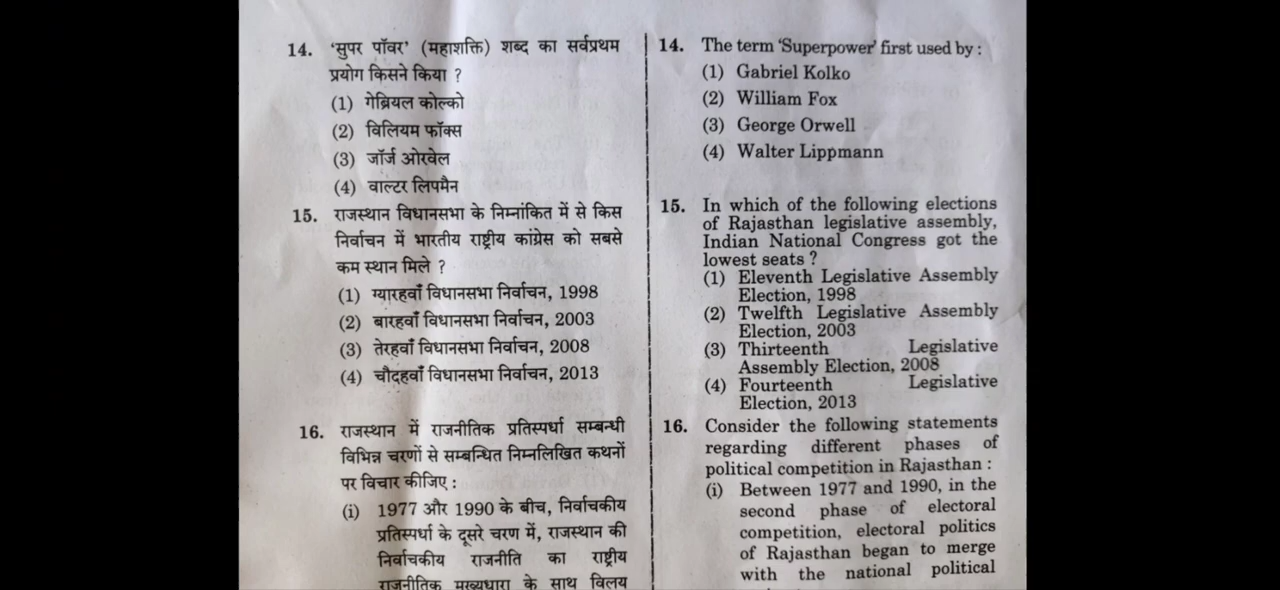 14. 'सुपर पॉवर' (महाशक्ति) शब्द का सर्वप्रथम
प्रयोग किसने किया ?
(1) गेब्रियल कोल्को
(2) विलियम फॉक्स
(3) जॉर्ज ओरवेल
(4) वाल्टर लिपमैन
15. राजस्थान विधानसभा के निम्नांकित में से किस
निर्वाचन में भारतीय राष्ट्रीय कांग्रेस को सबसे
कम स्थान मिले ?
(1) ग्यारहवाँ विधानसभा निर्वाचन, 1998
(2) बारहवाँ विधानसभा निर्वाचन, 2003
(3) तेरहवाँ विधानसभा निर्वाचन, 2008
(4) चौदहवाँ विधानसभा निर्वाचन, 2013
16. राजस्थान में राजनीतिक प्रतिस्पर्धा सम्बन्धी
विभिन्न चरणों से सम्बन्धित निम्नलिखित कथनों
पर विचार कीजिए :
(i) 1977 और 1990 के बीच, निर्वाचकीय
प्रतिस्पर्धा के दूसरे चरण में, राजस्थान की
निर्वाचकीय राजनीति का राष्ट्रीय
राजनीतिक मुख्यधारा के साथ विलय
14. The term 'Superpower' first used by :
(1) Gabriel Kolko
(2) William Fox
(3) George Orwell
(4) Walter Lippmann
15. In which of the following elections
of Rajasthan legislative assembly,
Indian National Congress got the
lowest seats ?
(1) Eleventh Legislative Assembly
Election, 1998
(2) Twelfth Legislative Assembly
Election, 2003
(3) Thirteenth Legislative
Assembly Election, 2008
(4) Fourteenth Legislative
Election, 2013
16. Consider the following statements
regarding different phases of
political competition in Rajasthan :
(i) Between 1977 and 1990, in the
second phase of electoral
competition, electoral politics
of Rajasthan began to merge
with the national political